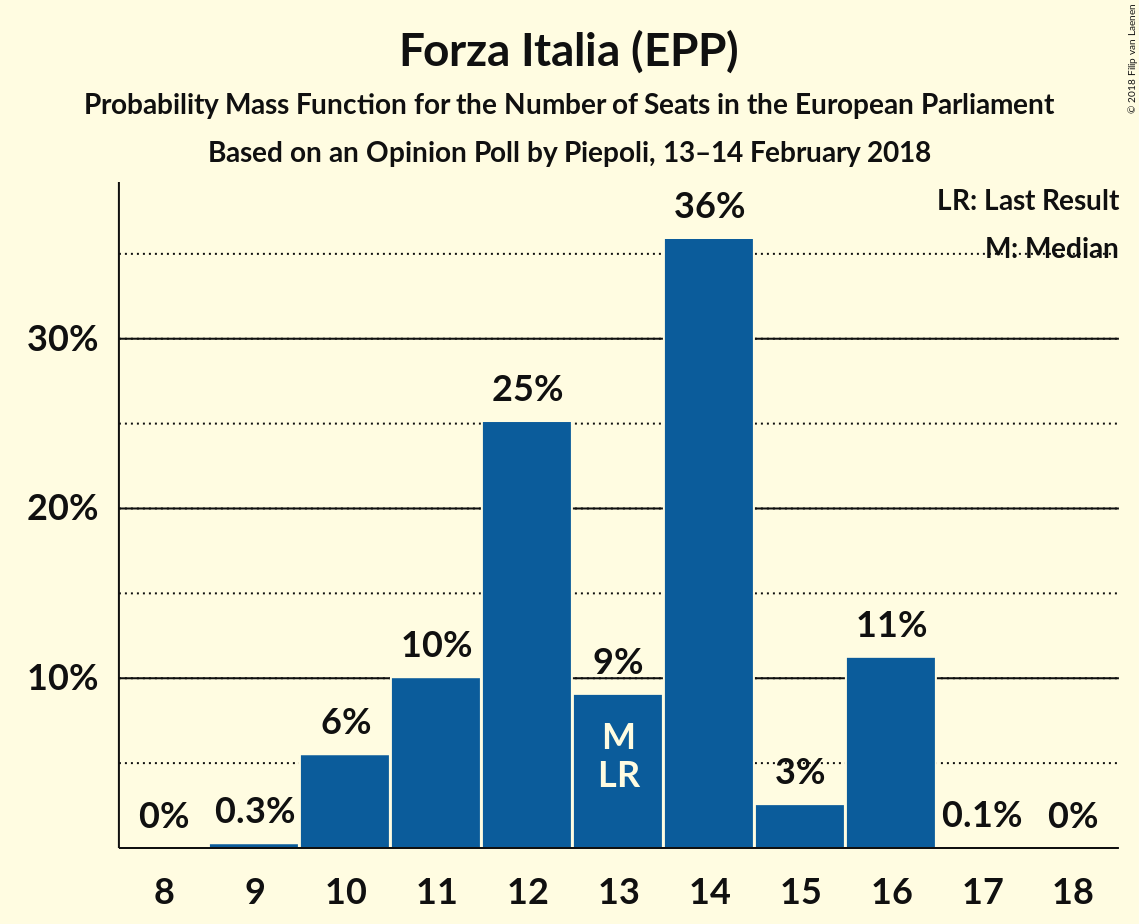 Forza Italia (EPP)
Probability Mass Function for the Number of Seats in the European Parliament
Based on an Opinion Poll by Piepoli, 13–14 February 2018
© 2018 Filip van Laenen
LR: Last Result
M: Median
30%
20%
10%
0%
0.3%
6%
10%
25%
9%
36%
3%
11%
0.1%
0%
M
LR
8 9 10 11 12 13 14 15 16 17 18